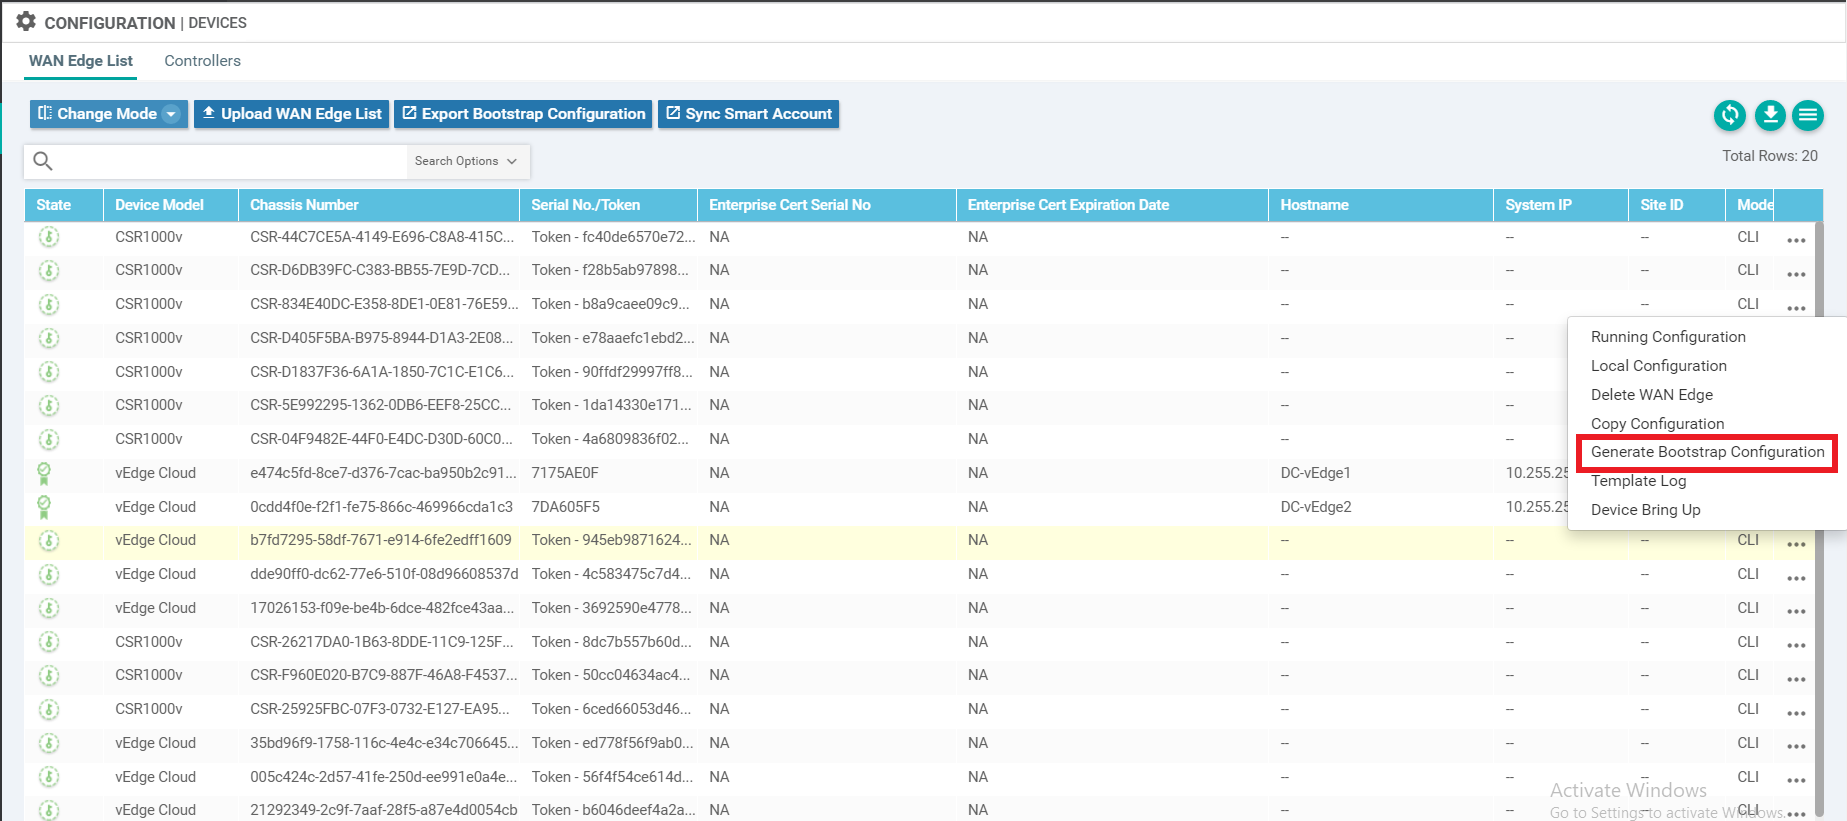 CONFIGURATION | DEVICES
WAN Edge List Controllers
Change Mode Upload WAN Edge List Export Bootstrap Configuration Sync Smart Account
Search Options
Total Rows: 20
State Device Model Chassis Number Serial No./Token Enterprise Cert Serial No Enterprise Cert Expiration Date Hostname System IP Site ID Mode
CSR1000v CSR-44C7CE5A-4149-E696-C8A8-415C... Token - fc40de6570e72... NA NA -- -- -- CLI
CSR1000v CSR-D6DB39FC-C383-BB55-7E9D-7CD... Token - f28b5ab97898... NA NA -- -- -- CLI
CSR1000v CSR-834E40DC-E358-8DE1-0E81-76E59... Token - b8a9caee09c9... NA NA -- -- -- CLI
CSR1000v CSR-D405F5BA-B975-8944-D1A3-2E08... Token - e78aaefc1ebd2... NA NA -- --
CSR1000v CSR-D1837F36-6A1A-1850-7C1C-E1C6... Token - 90ffdf29997ff8... NA NA -- --
CSR1000v CSR-5E992295-1362-0DB6-EEF8-25CC... Token - 1da14330e171... NA NA -- --
CSR1000v CSR-04F9482E-44F0-E4DC-D30D-60C0... Token - 4a6809836f02... NA NA -- --
vEdge Cloud e474c5fd-8ce7-d376-7cac-ba950b2c91... 7175AE0F NA NA DC-vEdge1 10.255.25
vEdge Cloud 0cdd4f0e-f2f1-fe75-866c-469966cda1c3 7DA605F5 NA NA DC-vEdge2 10.255.25
Running Configuration
Local Configuration
Delete WAN Edge
Copy Configuration
Generate Bootstrap Configuration
Template Log
Device Bring Up
vEdge Cloud b7fd7295-58df-7671-e914-6fe2edff1609 Token - 945eb9871624... NA NA -- -- -- CLI
vEdge Cloud dde90ff0-dc62-77e6-510f-08d96608537d Token - 4c583475c7d4... NA NA -- -- -- CLI
vEdge Cloud 17026153-f09e-be4b-6dce-482fce43aa... Token - 3692590e4778... NA NA -- -- -- CLI
CSR1000v CSR-26217DA0-1B63-8DDE-11C9-125F... Token - 8dc7b557b60d... NA NA -- -- -- CLI
CSR1000v CSR-F960E020-B7C9-887F-46A8-F4537... Token - 50cc04634ac4... NA NA -- -- -- CLI
CSR1000v CSR-25925FBC-07F3-0732-E127-EA95... Token - 6ced66053d46... NA NA -- -- -- CLI
vEdge Cloud 35bd96f9-1758-116c-4e4c-e34c706645... Token - ed778f56f9ab0... NA NA -- -- -- CLI
vEdge Cloud 005c424c-2d57-41fe-250d-ee991e0a4e... Token - 56f4f54ce614d... NA NA -- -- -- CLI
vEdge Cloud 21292349-2c9f-7aaf-28f5-a87e4d0054cb Token - b6046deef4a2a... NA NA -- -- -- CLI
Activate Windows
Go to Settings to activate Windows.